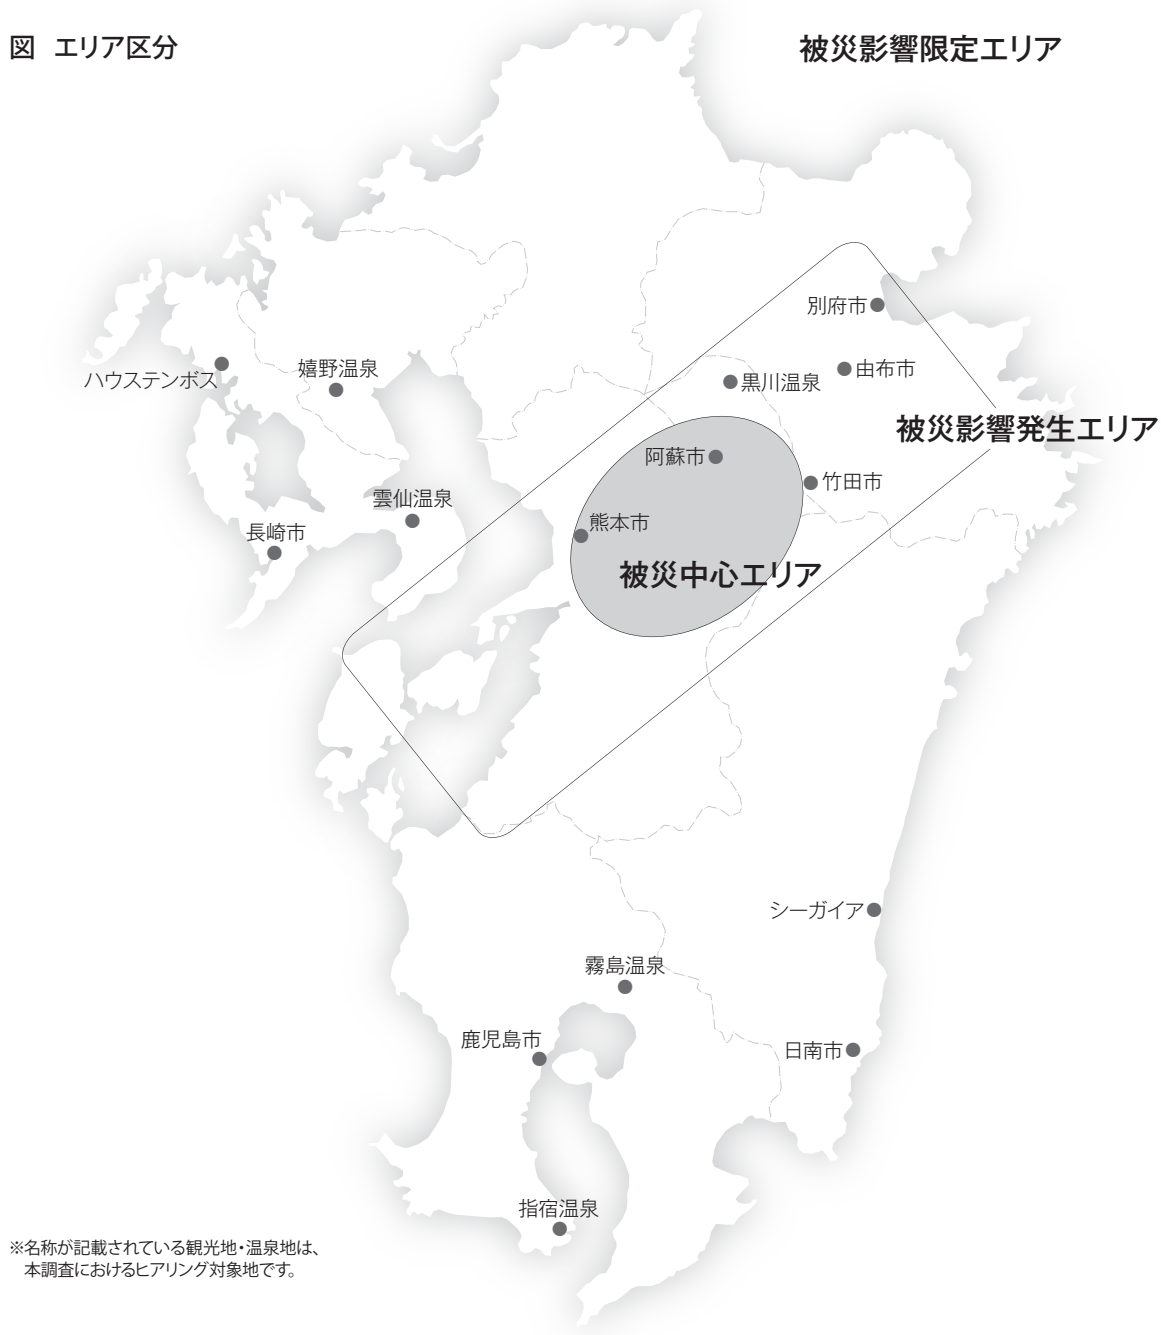 図 エリア区分
被災影響限定エリア
別府市
由布市
黒川温泉
ハウステンボス
嬉野温泉
被災影響発生エリア
阿蘇市
竹田市
雲仙温泉
熊本市
長崎市
被災中心エリア
シーガイア
霧島温泉
鹿児島市
日南市
指宿温泉
※名称が記載されている観光地・温泉地は、
本調査におけるヒアリング対象地です。